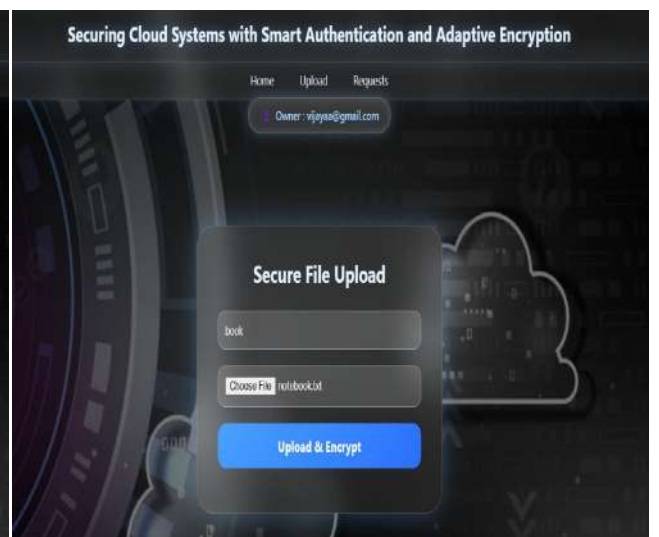 Securing Cloud Systems with Smart Authentication and Adaptive Encryption
Home Upload Requests
Owner : vijayaa@gmail.com
Secure File Upload
book
Choose File notebook.txt
Upload & Encrypt